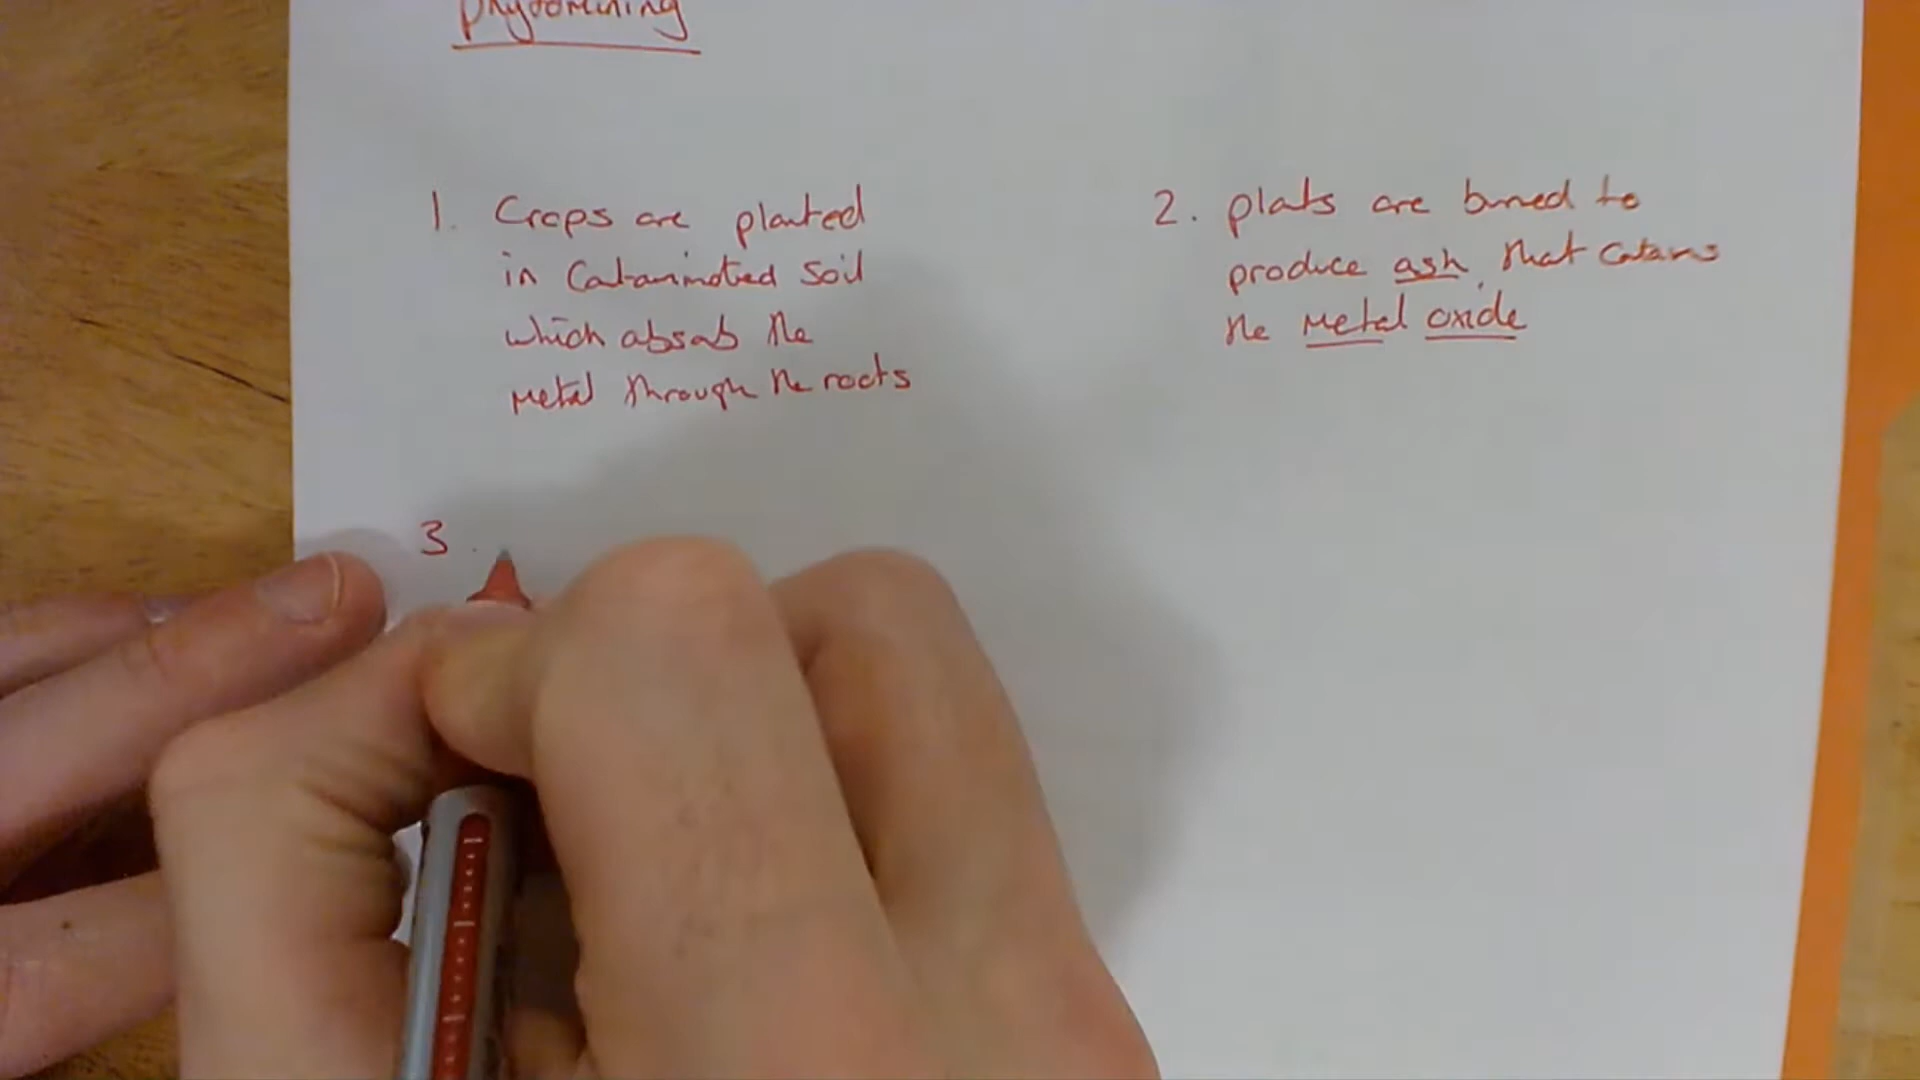 phytomining
1. Crops are planted
in Contaminated soil
which absorb the
metal through the roots
2. plants are burned to
produce ash, that contains
the metal oxide
3.